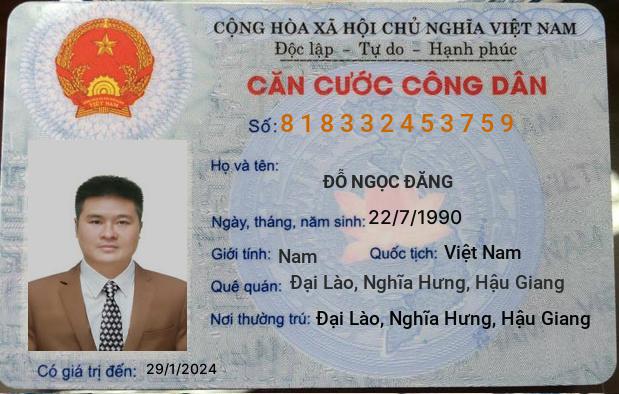 CỘNG HÒA XÃ HỘI CHỦ NGHĨA VIỆT NAM
Độc lập - Tự do - Hạnh phúc
CĂN CƯỚC CÔNG DÂN
Số: 818332453759
Họ và tên:
ĐỖ NGỌC ĐĂNG
Ngày, tháng, năm sinh: 22/7/1990
Giới tính: Nam Quốc tịch: Việt Nam
Quê quán: Đại Lào, Nghĩa Hưng, Hậu Giang
Nơi thường trú: Đại Lào, Nghĩa Hưng, Hậu Giang
Có giá trị đến: 29/1/2024
VIỆT NAM